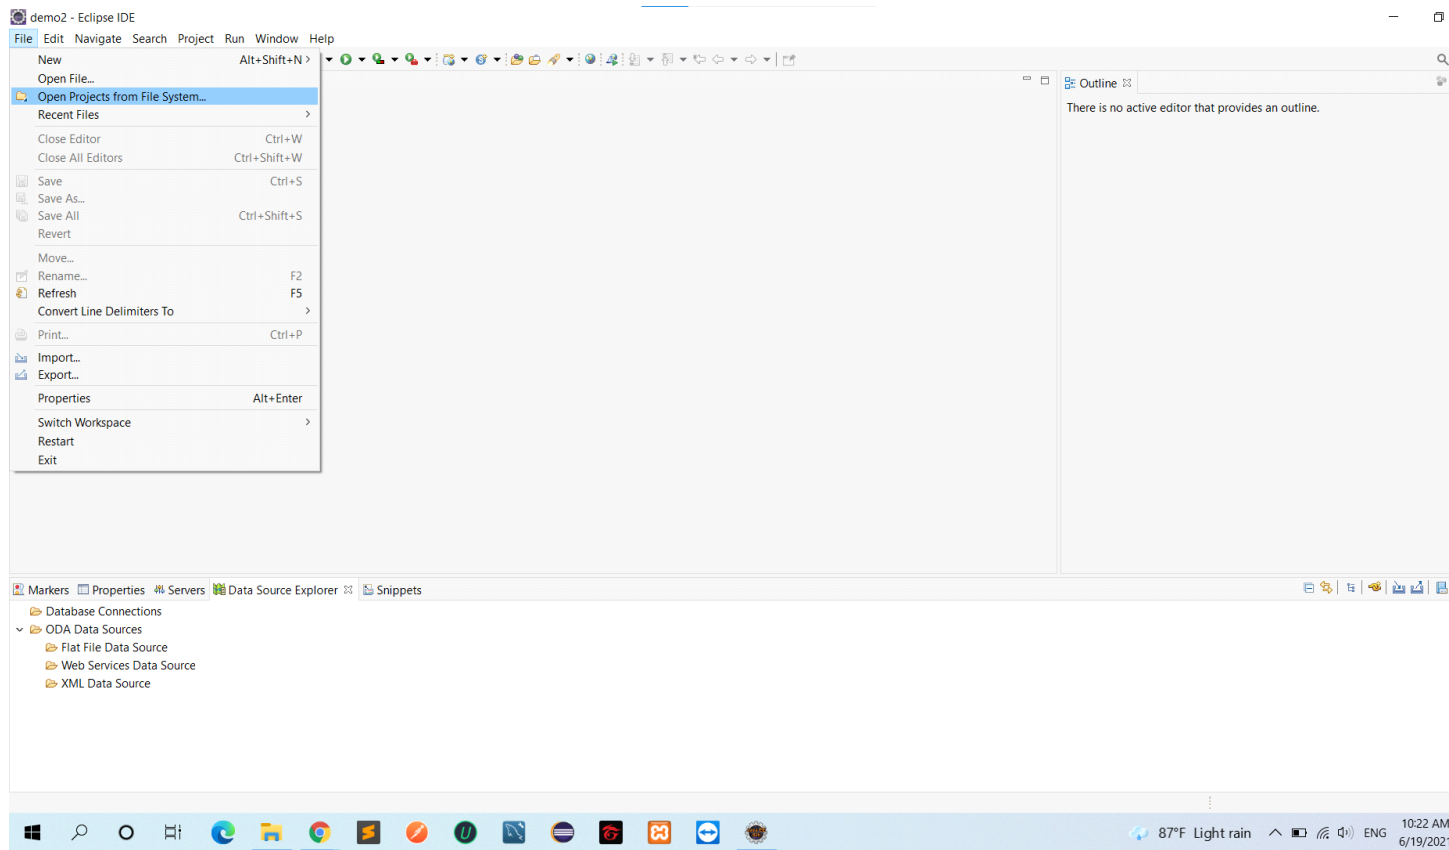 demo2 - Eclipse IDE
File Edit Navigate Search Project Run Window Help
New Alt+Shift+N
Open File...
Open Projects from File System...
Recent Files
Close Editor Ctrl+W
Close All Editors Ctrl+Shift+W
Save Ctrl+S
Save As...
Save All Ctrl+Shift+S
Revert
Move...
Rename... F2
Refresh F5
Convert Line Delimiters To
Print... Ctrl+P
Import...
Export...
Properties Alt+Enter
Switch Workspace
Restart
Exit
Outline
There is no active editor that provides an outline.
Markers Properties Servers Data Source Explorer Snippets
Database Connections
ODA Data Sources
Flat File Data Source
Web Services Data Source
XML Data Source
87°F Light rain ENG
10:22 AM
6/19/202